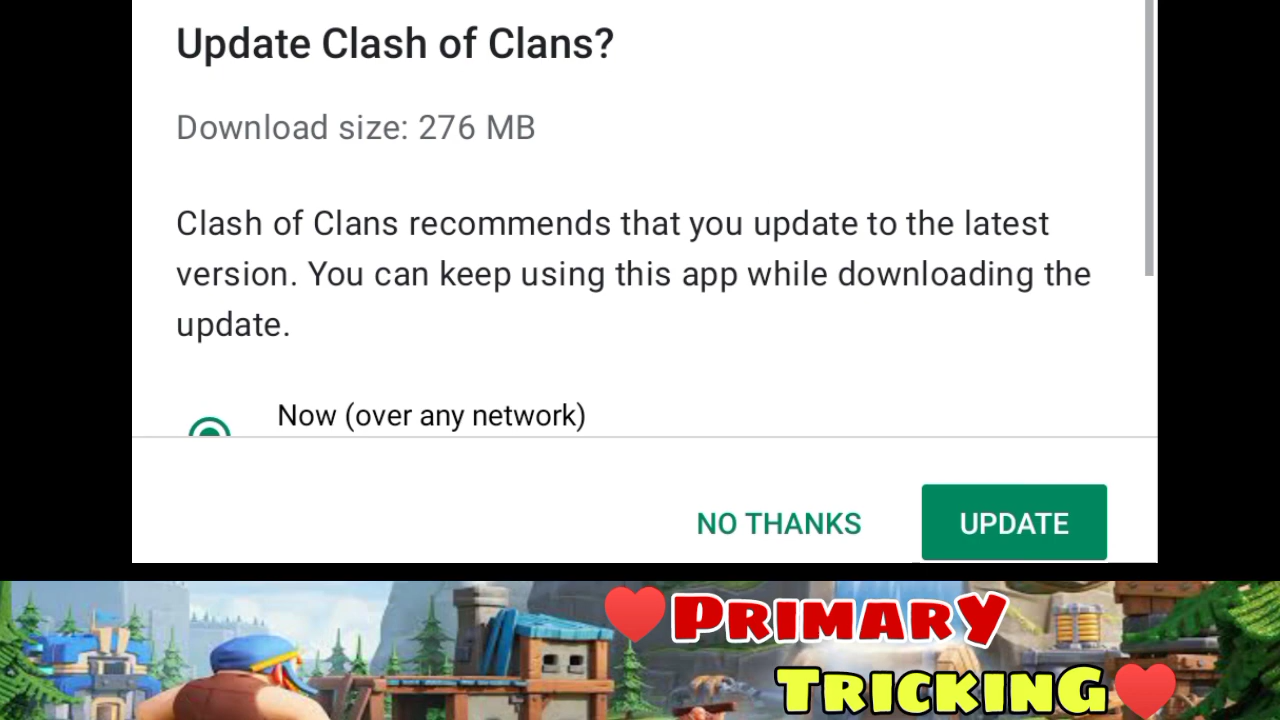 Update Clash of Clans?
Download size: 276 MB
Clash of Clans recommends that you update to the latest
version. You can keep using this app while downloading the
update.
Now (over any network)
NO THANKS
UPDATE
PRIMARY
TRICKING